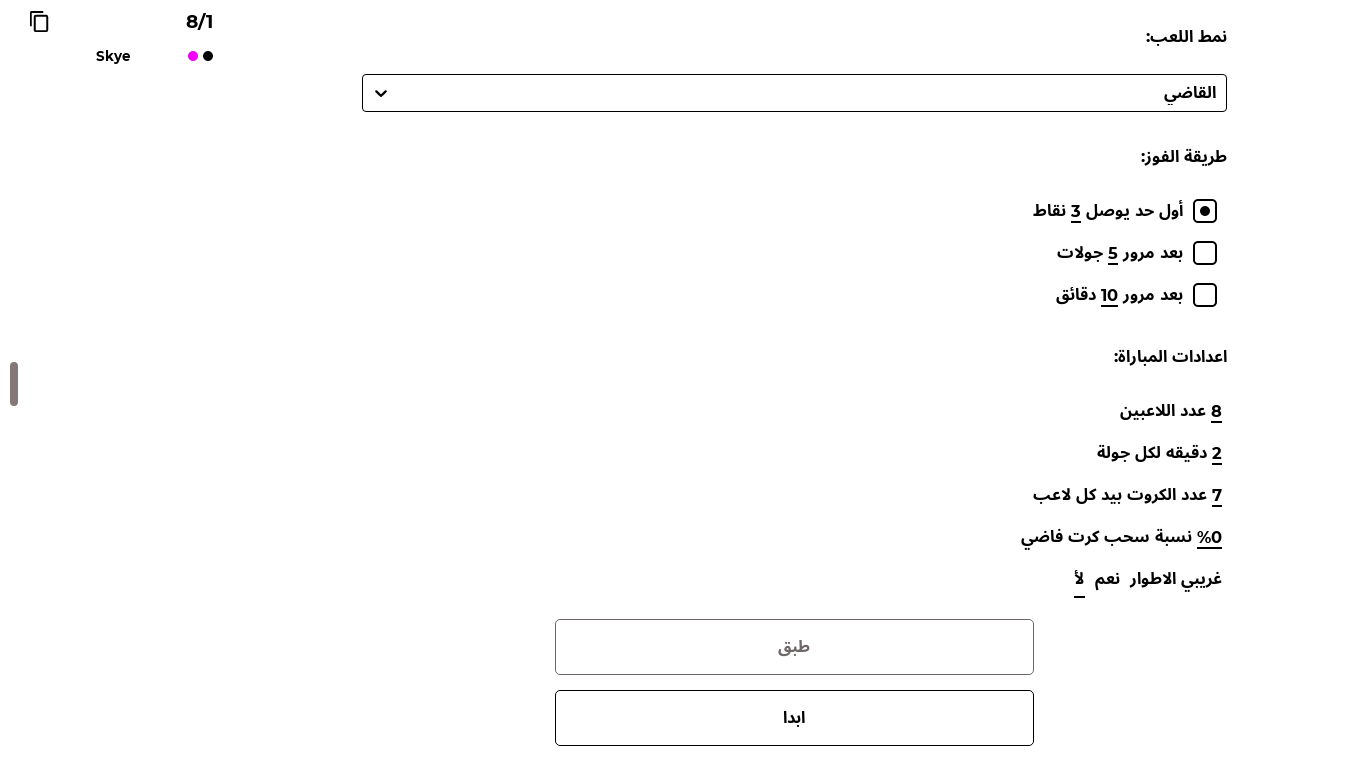 8/1
Skye
نمط اللعب:
القاضي
طريقة الفوز:
أول حد يوصل 3 نقاط
بعد مرور 5 جولات
بعد مرور 10 دقائق
اعدادات المباراة:
8 عدد اللاعبين
2 دقيقه لكل جولة
7 عدد الكروت بيد كل لاعب
%0 نسبة سحب كرت فاضي
غريبي الاطوار نعم لأ
طبق
ابدا